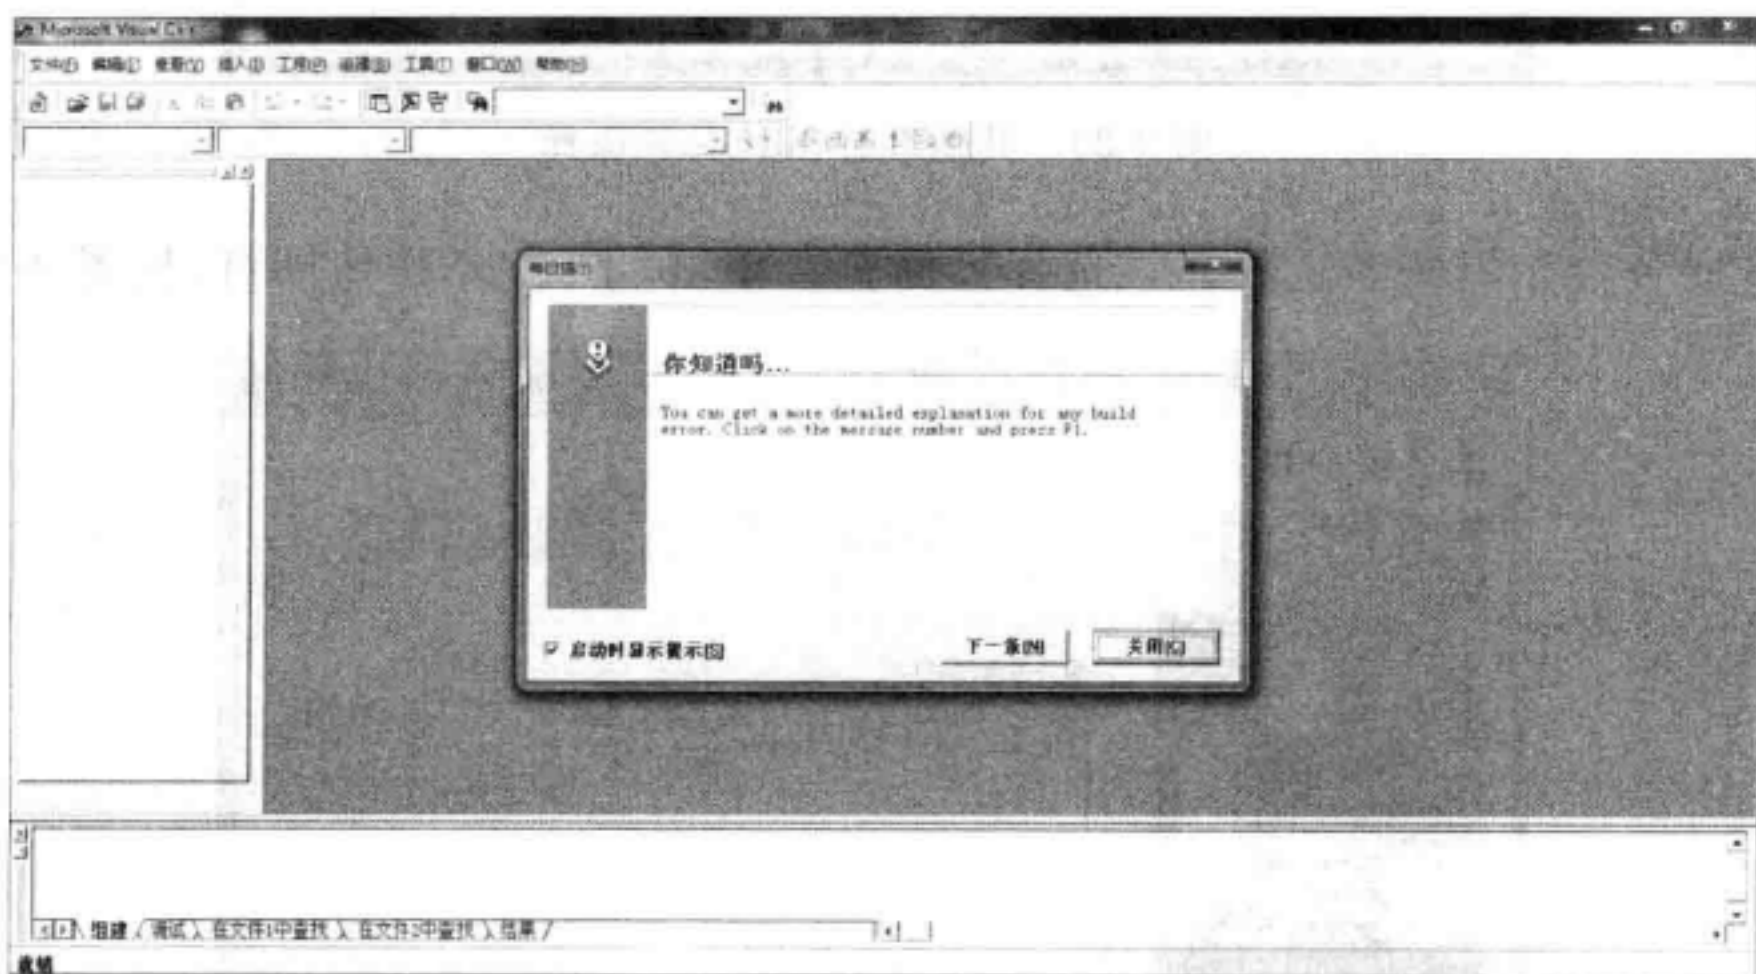 Microsoft Visual C++
文件(F) 编辑(E) 查看(V) 插入(I) 工程(P) 组建(B) 工具(T) 窗口(W) 帮助(H)
每日提示
你知道吗...
You can get a more detailed explanation for any build
error. Click on the message number and press F1.
启动时显示提示[S] 下一条[N] 关闭[C]
组建 调试 在文件1中查找 在文件2中查找 结果
就绪